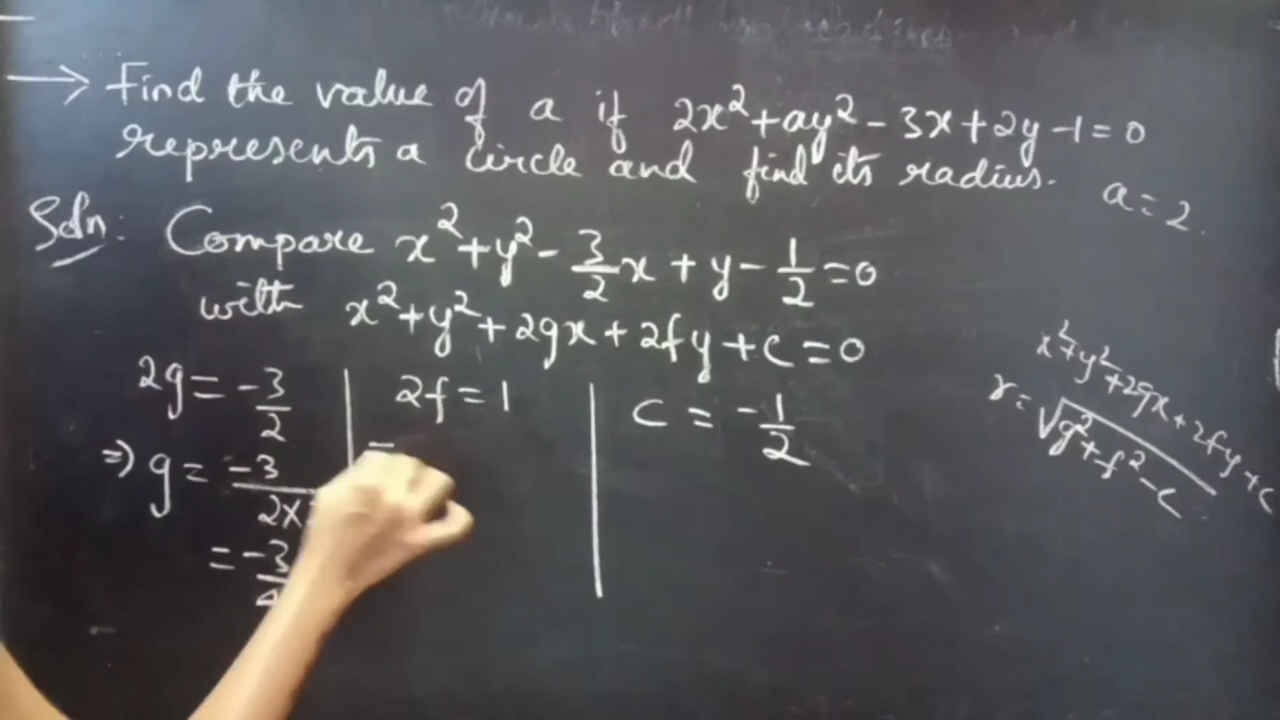 → Find the value of a if 2x²+ay²-3x+2y-1=0
represents a circle and find its radius. a=2.
Soln: Compare x²+y²-3/2x+y-1/2=0
with x²+y²+2gx+2fy+c=0
2g=-3/2 | 2f=1 | C=-1/2
⇒ g=-3/2×
=-3/4
x²+y²+2gx+2fy+c
r=√g²+f²-c